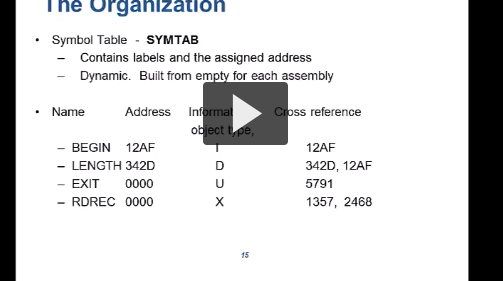 The Organization
• Symbol Table - SYMTAB
– Contains labels and the assigned address
– Dynamic. Built from empty for each assembly
• Name Address Cross reference
object type,
– BEGIN 12AF I 12AF
– LENGTH 342D D 342D, 12AF
– EXIT 0000 U 5791
– RDREC 0000 X 1357, 2468
15